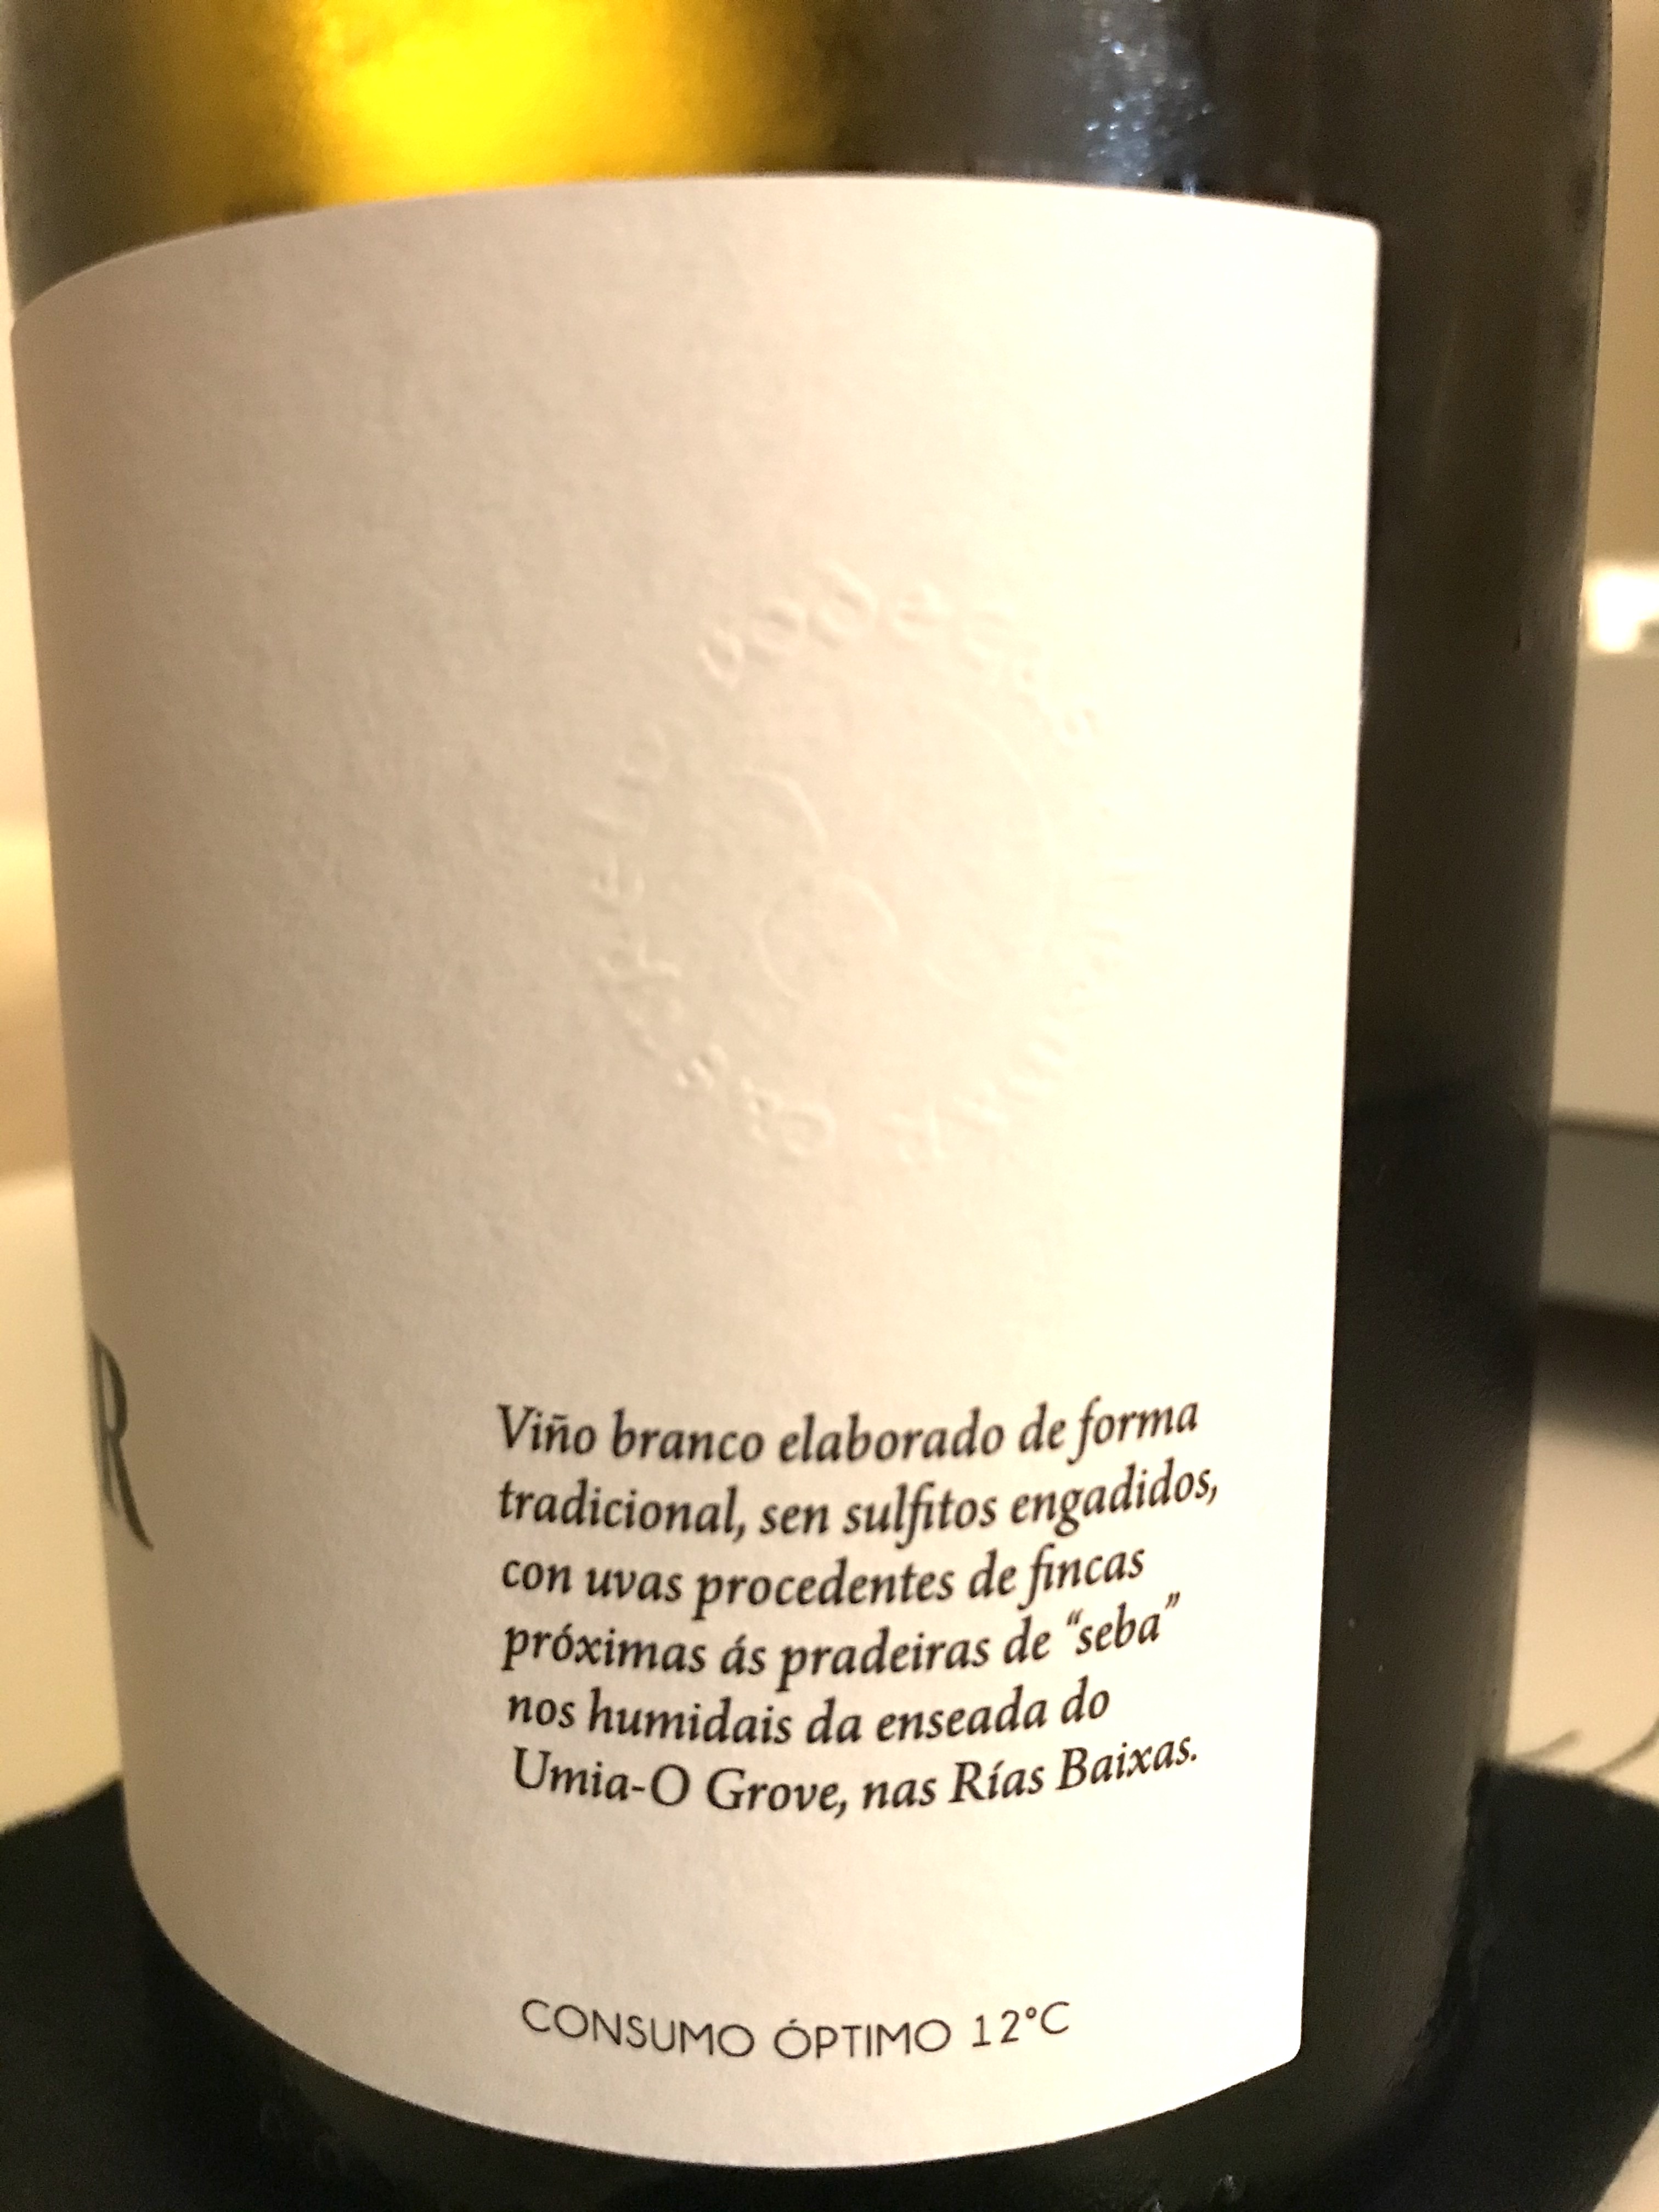 R
Viño branco elaborado de forma
tradicional, sen sulfitos engadidos,
con uvas procedentes de fincas
próximas ás pradeiras de “seba”
nos humidais da enseada do
Umia-O Grove, nas Rías Baixas.
CONSUMO ÓPTIMO 12°C